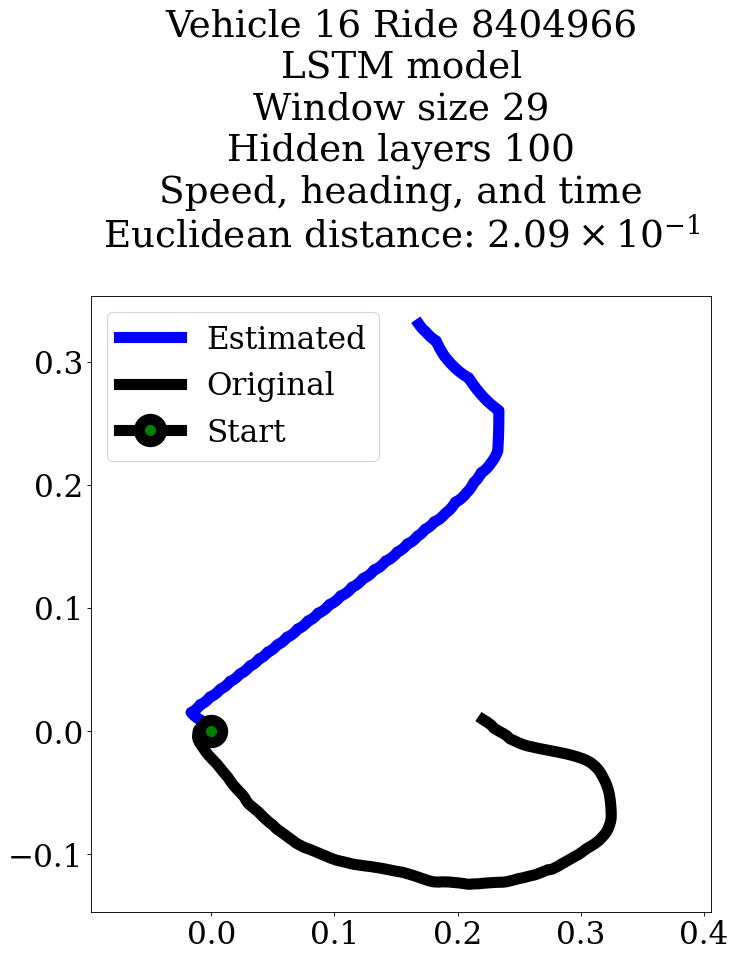 Vehicle 16 Ride 8404966
LSTM model
Window size 29
Hidden layers 100
Speed, heading, and time
Euclidean distance: 2.09 × 10⁻¹
Estimated
Original
Start
0.3
0.2
0.1
0.0
−0.1
0.0 0.1 0.2 0.3 0.4